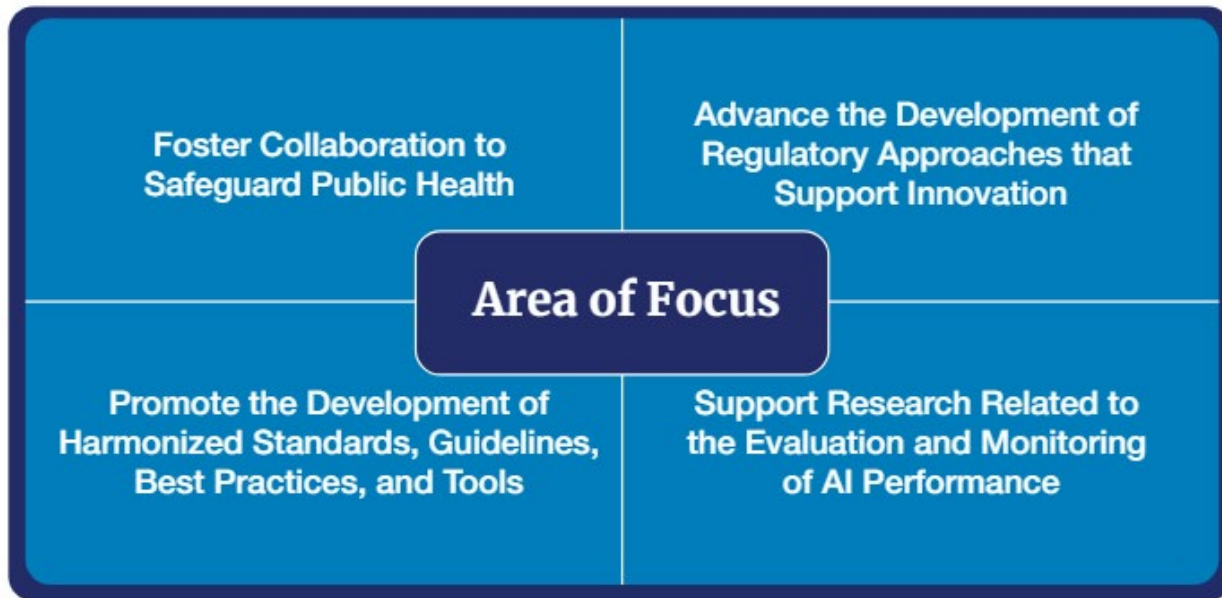 Foster Collaboration to
Safeguard Public Health
Advance the Development of
Regulatory Approaches that
Support Innovation
Area of Focus
Promote the Development of
Harmonized Standards, Guidelines,
Best Practices, and Tools
Support Research Related to
the Evaluation and Monitoring
of AI Performance